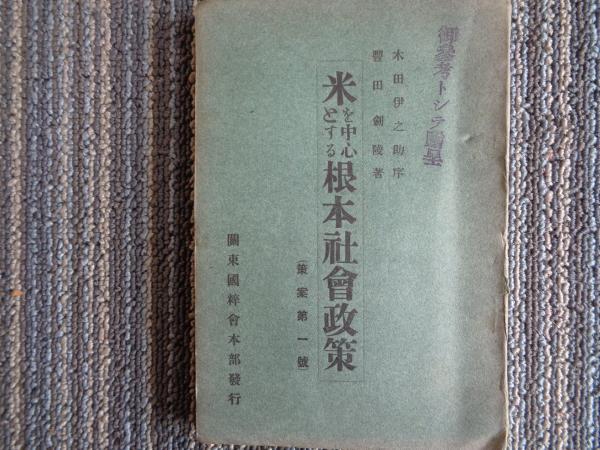 御參考トシテ贈呈
木田伊之助序
豐田劍陵著
米を中心とする根本社會政策
(策案第一號)
關東國粹會本部發行